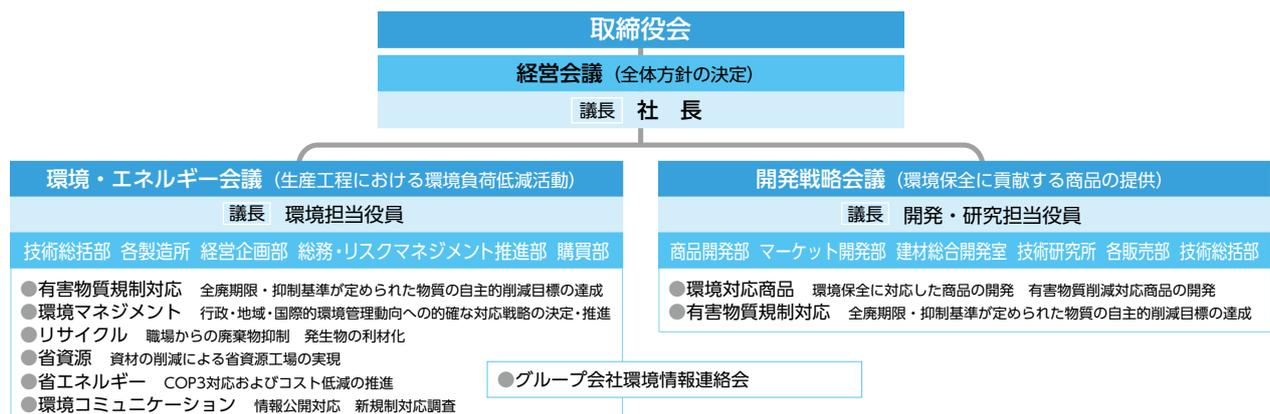 取締役会
経営会議（全体方針の決定）
議長 社　長
環境・エネルギー会議（生産工程における環境負荷低減活動）
議長 環境担当役員
技術総括部 各製造所 経営企画部 総務・リスクマネジメント推進部 購買部
●有害物質規制対応 全廃期限・抑制基準が定められた物質の自主的削減目標の達成
●環境マネジメント 行政・地域・国際的環境管理動向への的確な対応戦略の決定・推進
●リサイクル 職場からの廃棄物抑制 発生物の利材化
●省資源 資材の削減による省資源工場の実現
●省エネルギー COP3対応およびコスト低減の推進
●環境コミュニケーション 情報公開対応 新規制対応調査
開発戦略会議（環境保全に貢献する商品の提供）
議長 開発・研究担当役員
商品開発部 マーケット開発部 建材総合開発室 技術研究所 各販売部 技術総括部
●環境対応商品 環境保全に対応した商品の開発 有害物質削減対応商品の開発
●有害物質規制対応 全廃期限・抑制基準が定められた物質の自主的削減目標の達成
●グループ会社環境情報連絡会